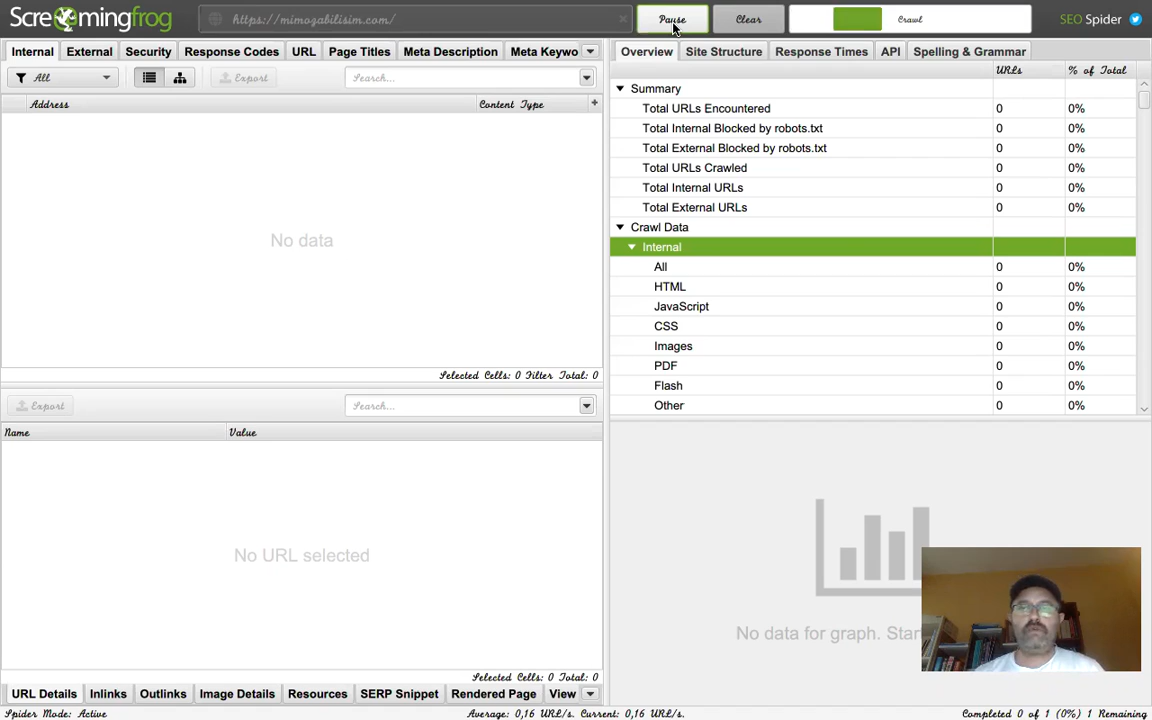 Screamingfrog
https://mimozabilisim.com/
Pause
Clear
Crawl
SEO Spider
Internal External Security Response Codes URL Page Titles Meta Description Meta Keywo
All
Export
Search...
Address Content Type +
No data
Selected Cells: 0 Filter Total: 0
Export
Search...
Name Value
No URL selected
Selected Cells: 0 Total: 0
URL Details Inlinks Outlinks Image Details Resources SERP Snippet Rendered Page View
Overview Site Structure Response Times API Spelling & Grammar
URLs % of Total
Summary
Total URLs Encountered 0 0%
Total Internal Blocked by robots.txt 0 0%
Total External Blocked by robots.txt 0 0%
Total URLs Crawled 0 0%
Total Internal URLs 0 0%
Total External URLs 0 0%
Crawl Data
Internal
All 0 0%
HTML 0 0%
JavaScript 0 0%
CSS 0 0%
Images 0 0%
PDF 0 0%
Flash 0 0%
Other 0 0%
No data for graph. Star
Spider Mode: Active
Average: 0,16 URL/s. Current: 0,16 URL/s.
Completed 0 of 1 (0%) 1 Remaining